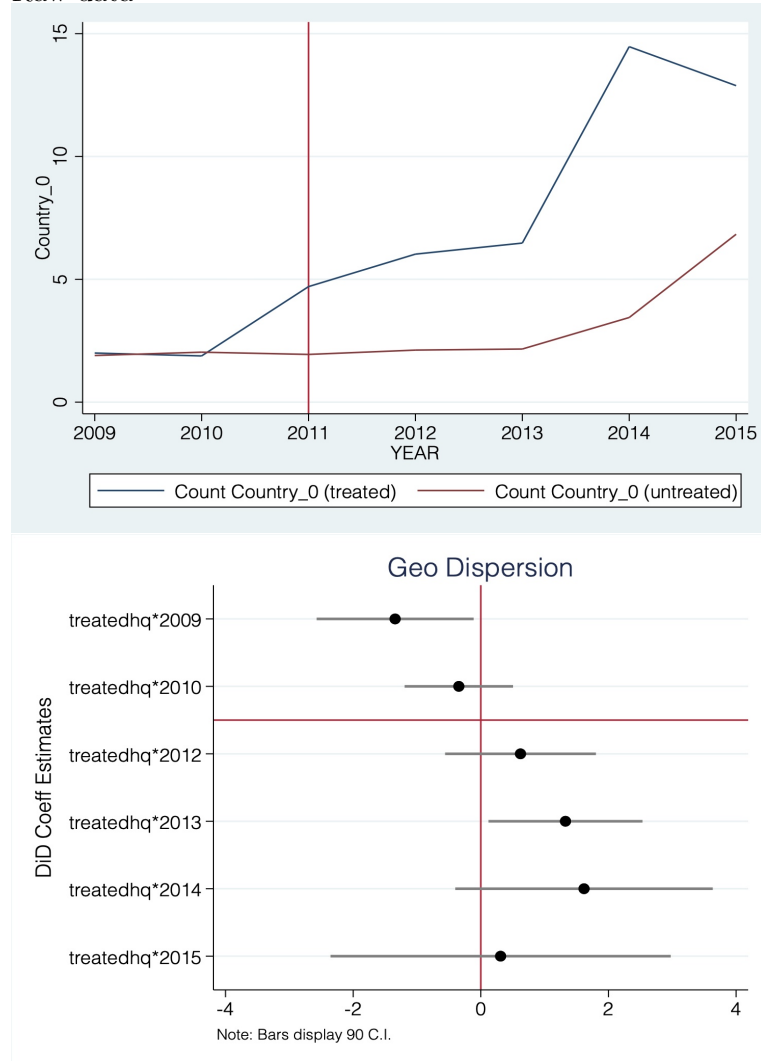 15
10
5
0
Country_0
2009 2010 2011 2012 2013 2014 2015
YEAR
Count Country_0 (treated) Count Country_0 (untreated)
Geo Dispersion
DiD Coeff Estimates
treatedhq*2009
treatedhq*2010
treatedhq*2012
treatedhq*2013
treatedhq*2014
treatedhq*2015
-4 -2 0 2 4
Note: Bars display 90 C.I.